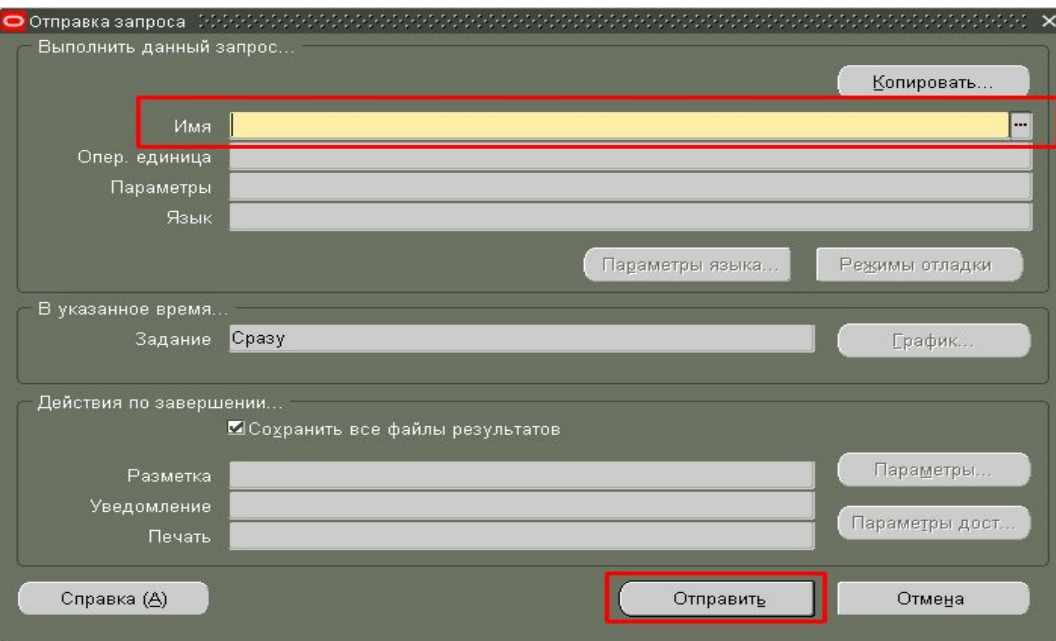 Отправка запроса
Выполнить данный запрос...
Копировать...
Имя
Опер. единица
Параметры
Язык
Параметры языка...
Режимы отладки
В указанное время...
Задание Сразу
График...
Действия по завершении...
Сохранить все файлы результатов
Разметка
Параметры...
Уведомление
Параметры дост...
Печать
Справка (A)
Отправить
Отмена